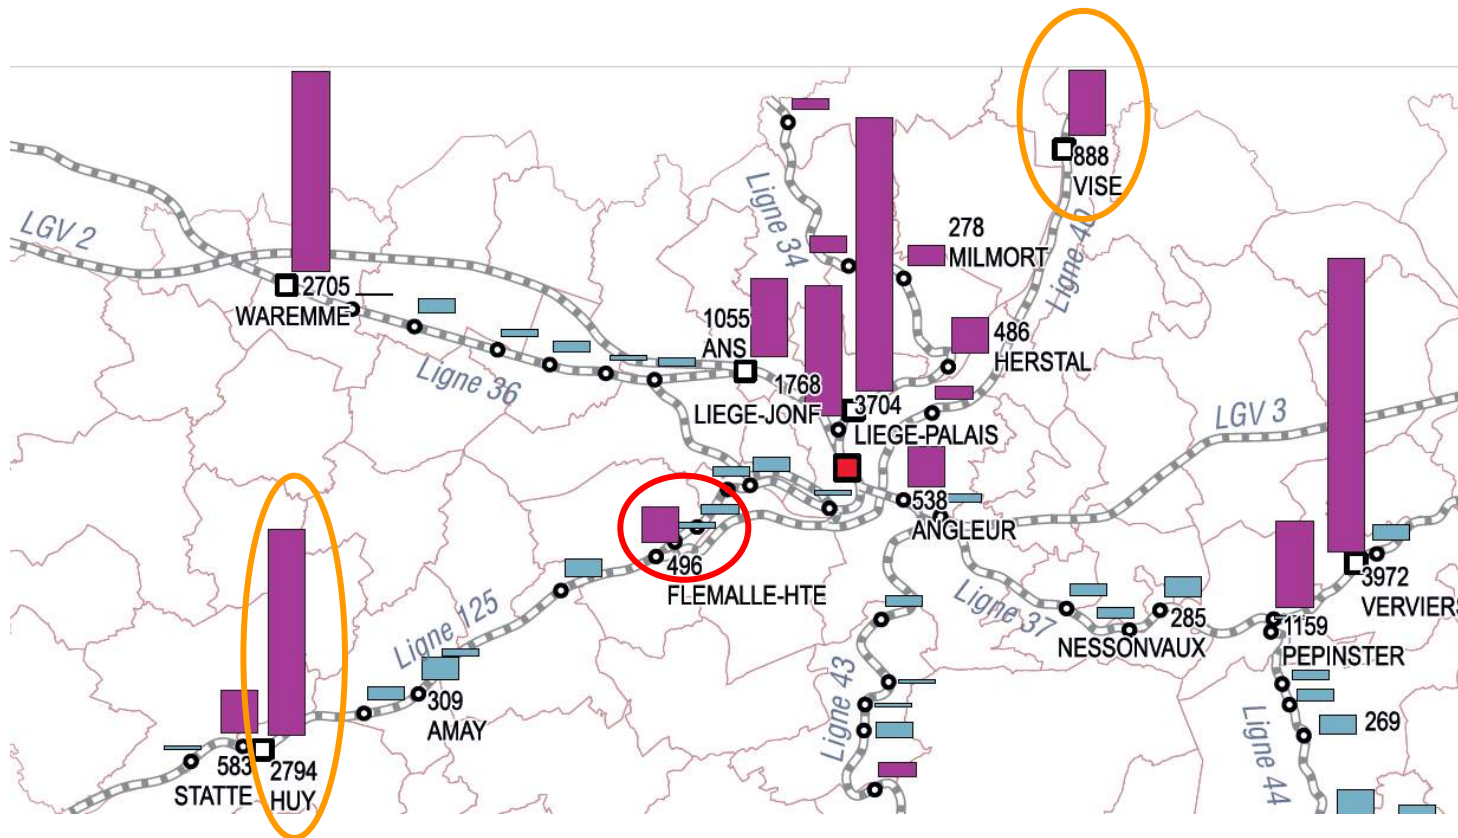 LGV 2
2705
WAREMME
Ligne 36
1055
ANS
1768
LIEGE-JONF
Ligne 34
3704
LIEGE-PALAIS
278
MILMORT
486
HERSTAL
Ligne 40
888
VISE
LGV 3
538
ANGLEUR
496
FLEMALLE-HTE
Ligne 125
309
AMAY
583
STATTE
2794
HUY
Ligne 43
Ligne 37
285
NESSONVAUX
1159
PEPINSTER
3972
VERVIERS
269
Ligne 44